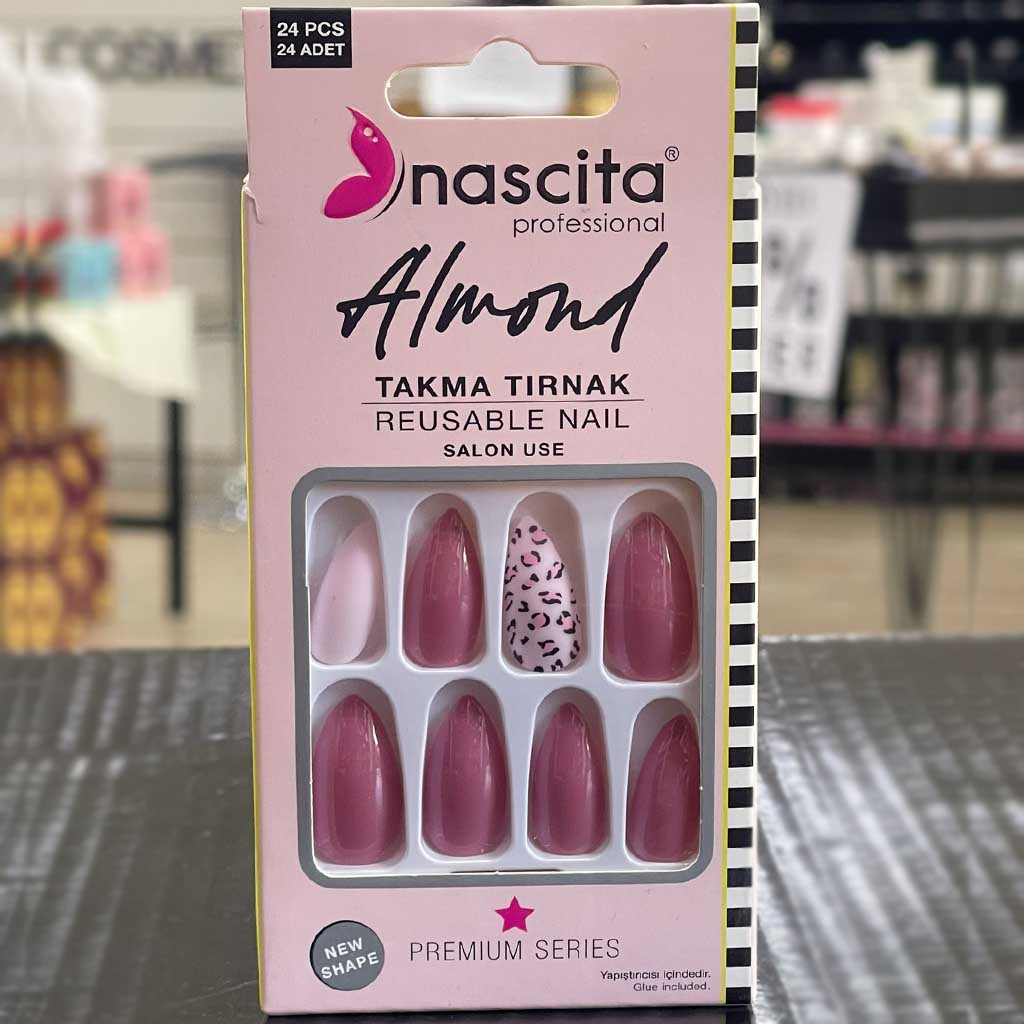 24 PCS
24 ADET
nascita®
professional
Almond
TAKMA TIRNAK
REUSABLE NAIL
SALON USE
NEW
SHAPE
PREMIUM SERIES
Yapıştırıcısı içindedir.
Glue included.